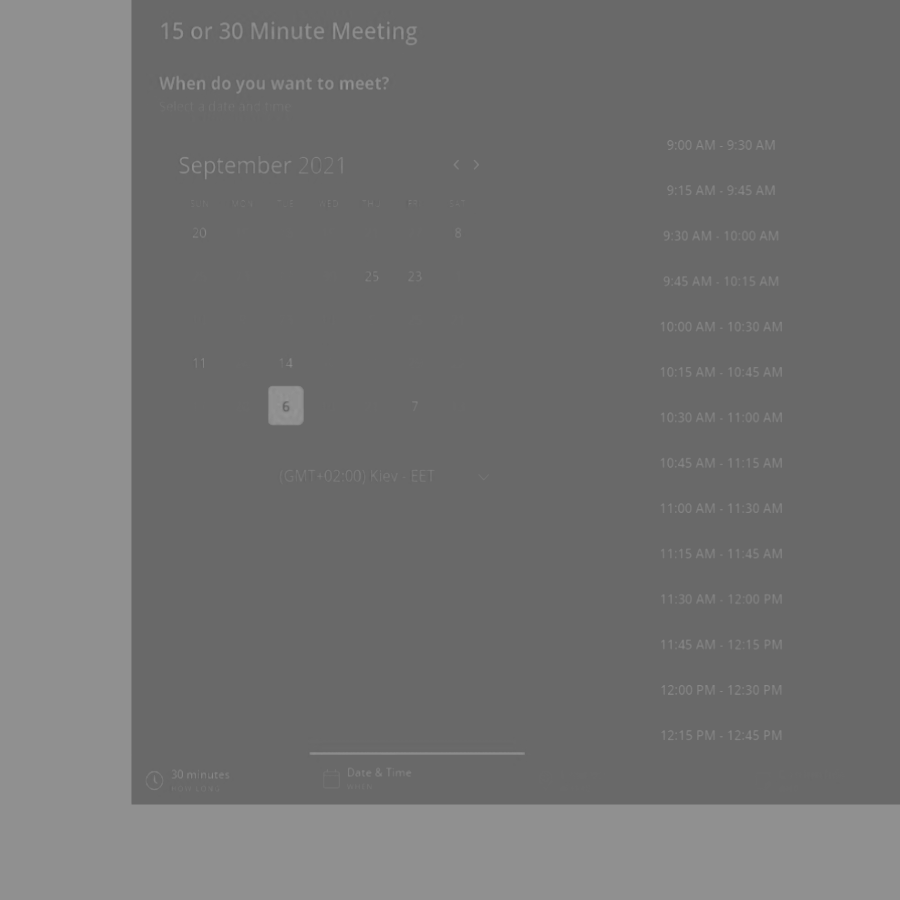 15 or 30 Minute Meeting
When do you want to meet?
Select a date and time
September 2021
SUN MON TUE WED THU FRI SAT
20 8
25 23
11 14
6 7
(GMT+02:00) Kiev - EET
9:00 AM - 9:30 AM
9:15 AM - 9:45 AM
9:30 AM - 10:00 AM
9:45 AM - 10:15 AM
10:00 AM - 10:30 AM
10:15 AM - 10:45 AM
10:30 AM - 11:00 AM
10:45 AM - 11:15 AM
11:00 AM - 11:30 AM
11:15 AM - 11:45 AM
11:30 AM - 12:00 PM
11:45 AM - 12:15 PM
12:00 PM - 12:30 PM
12:15 PM - 12:45 PM
30 minutes
HOW LONG
Date & Time
WHEN